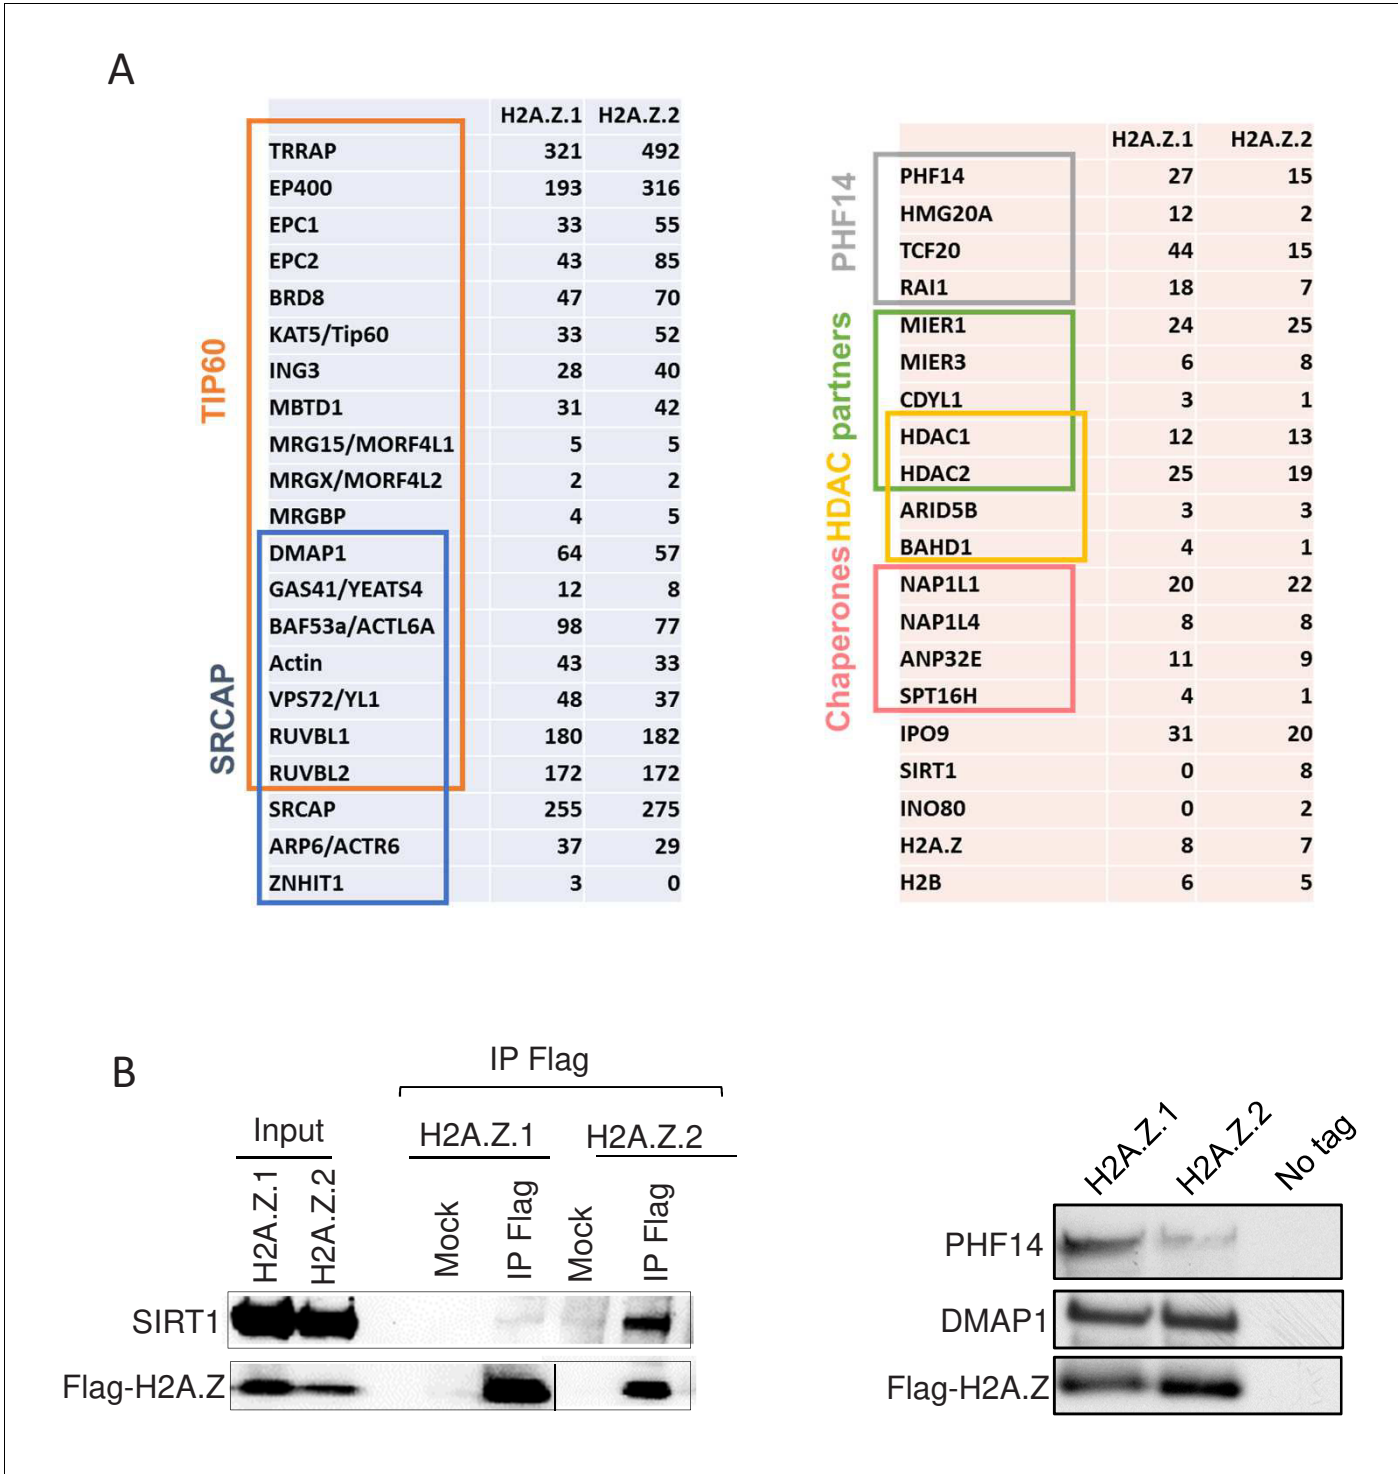 A
H2A.Z.1 H2A.Z.2
TRRAP 321 492
EP400 193 316
EPC1 33 55
EPC2 43 85
BRD8 47 70
KAT5/Tip60 33 52
ING3 28 40
MBTD1 31 42
MRG15/MORF4L1 5 5
MRGX/MORF4L2 2 2
MRGBP 4 5
DMAP1 64 57
GAS41/YEATS4 12 8
BAF53a/ACTL6A 98 77
Actin 43 33
VPS72/YL1 48 37
RUVBL1 180 182
RUVBL2 172 172
SRCAP 255 275
ARP6/ACTR6 37 29
ZNHIT1 3 0
TIP60
SRCAP
H2A.Z.1 H2A.Z.2
PHF14 27 15
HMG20A 12 2
TCF20 44 15
RAI1 18 7
MIER1 24 25
MIER3 6 8
CDYL1 3 1
HDAC1 12 13
HDAC2 25 19
ARID5B 3 3
BAHD1 4 1
NAP1L1 20 22
NAP1L4 8 8
ANP32E 11 9
SPT16H 4 1
IPO9 31 20
SIRT1 0 8
INO80 0 2
H2A.Z 8 7
H2B 6 5
PHF14
HDAC partners
Chaperones
B
IP Flag
Input H2A.Z.1 H2A.Z.2
H2A.Z.1 H2A.Z.2 Mock IP Flag Mock IP Flag
SIRT1
Flag-H2A.Z
H2A.Z.1 H2A.Z.2 No tag
PHF14
DMAP1
Flag-H2A.Z